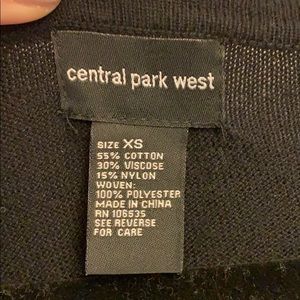 central park west
SIZE XS
55% COTTON
30% VISCOSE
15% NYLON
WOVEN:
100% POLYESTER
MADE IN CHINA
RN 106535
SEE REVERSE
FOR CARE